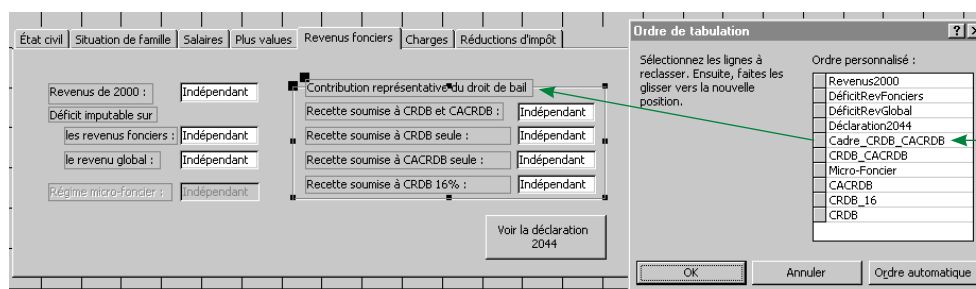 État civil
Situation de famille
Salaires
Plus values
Revenus fonciers
Charges
Réductions d'impôt
Revenus de 2000 :
Indépendant
Déficit imputable sur
les revenus fonciers :
Indépendant
le revenu global :
Indépendant
Régime micro-foncier :
Indépendant
Contribution représentative du droit de bail
Recette soumise à CRDB et CACRDB :
Indépendant
Recette soumise à CRDB seule :
Indépendant
Recette soumise à CACRDB seule :
Indépendant
Recette soumise à CRDB 16% :
Indépendant
Voir la déclaration
2044
Ordre de tabulation
Sélectionnez les lignes à
reclasser. Ensuite, faites les
glisser vers la nouvelle
position.
Ordre personnalisé :
Revenus2000
DéficitRevFonciers
DéficitRevGlobal
Déclaration2044
Cadre_CRDB_CACRDB
CRDB_CACRDB
Micro-Foncier
CACRDB
CRDB_16
CRDB
OK
Annuler
Ordre automatique